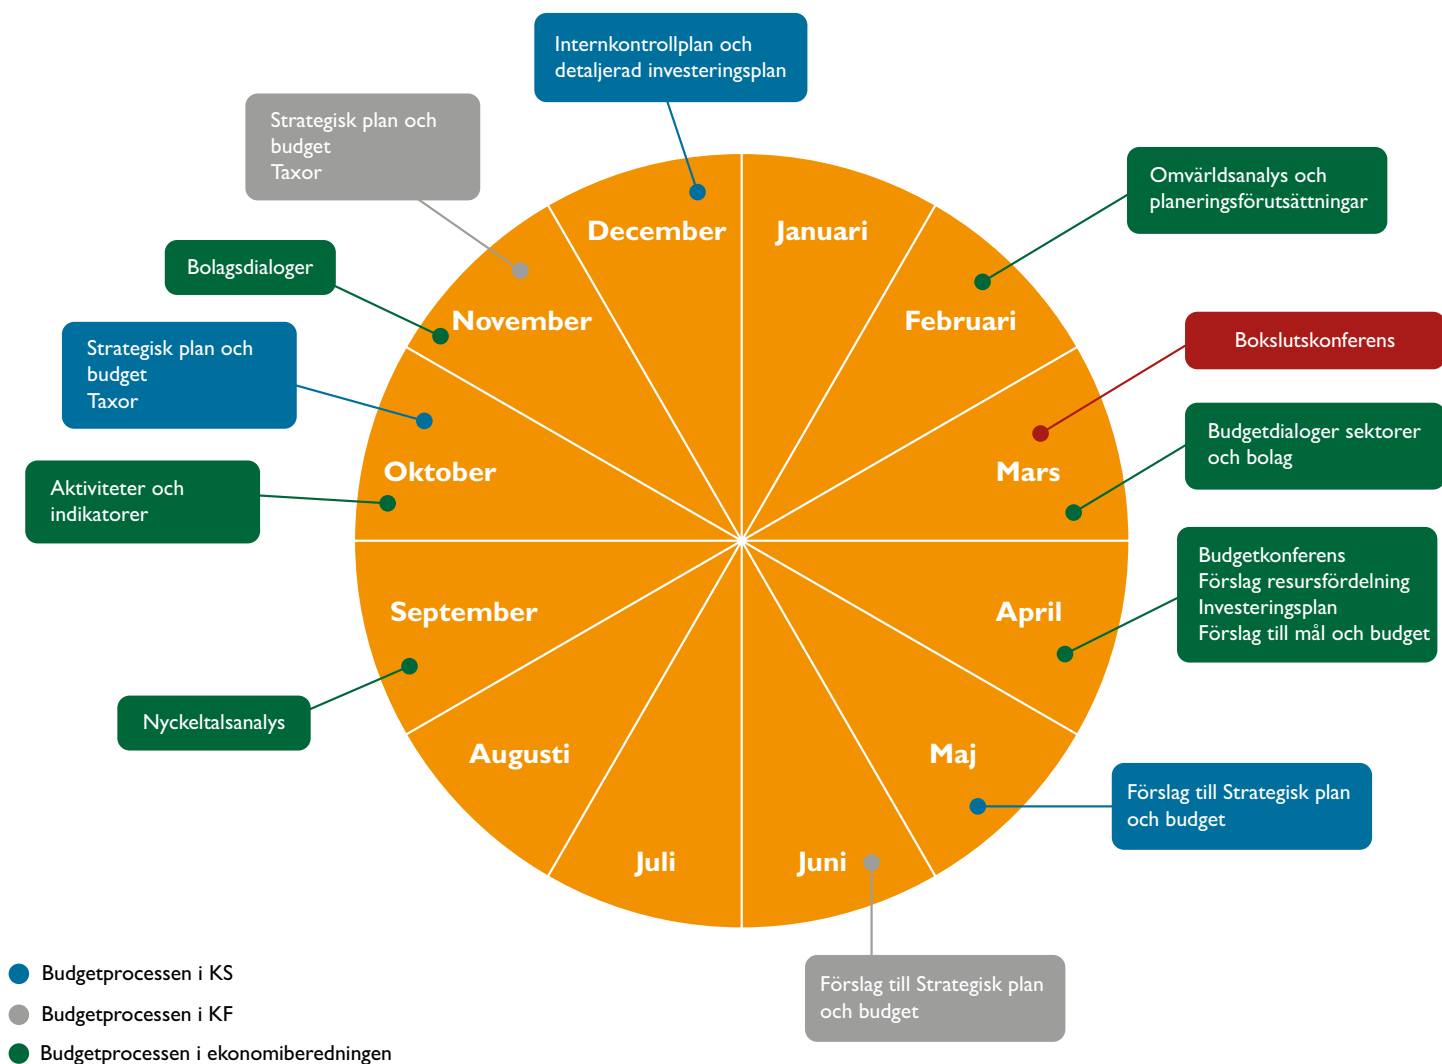 Internkontrollplan och
detaljerad investeringsplan
Strategisk plan och
budget
Taxor
Omvärldsanalys och
planeringsförutsättningar
Bolagsdialoger
Bokslutskonferens
Strategisk plan och
budget
Taxor
Budgetdialoger sektorer
och bolag
Aktiviteter och
indikatorer
Budgetkonferens
Förslag resursfördelning
Investeringsplan
Förslag till mål och budget
Nyckeltalsanalys
Förslag till Strategisk plan
och budget
Förslag till Strategisk plan
och budget
Januari
Februari
Mars
April
Maj
Juni
Juli
Augusti
September
Oktober
November
December
Budgetprocessen i KS
Budgetprocessen i KF
Budgetprocessen i ekonomiberedningen